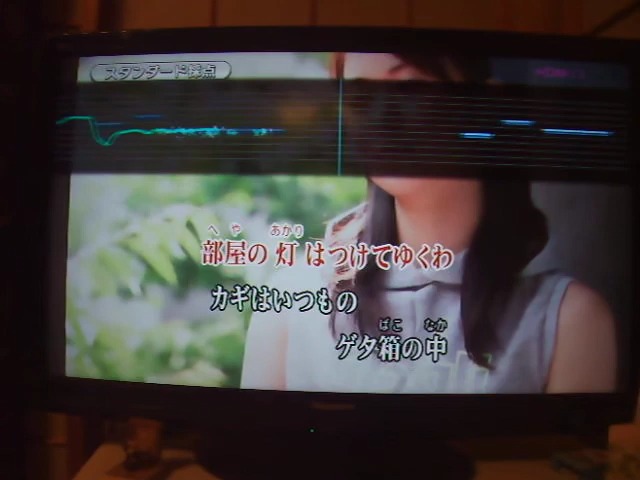 スタンダード採点
へや あかり
部屋の 灯 はつけてゆくわ
カギはいつもの
ばこ なか
ゲタ箱の中